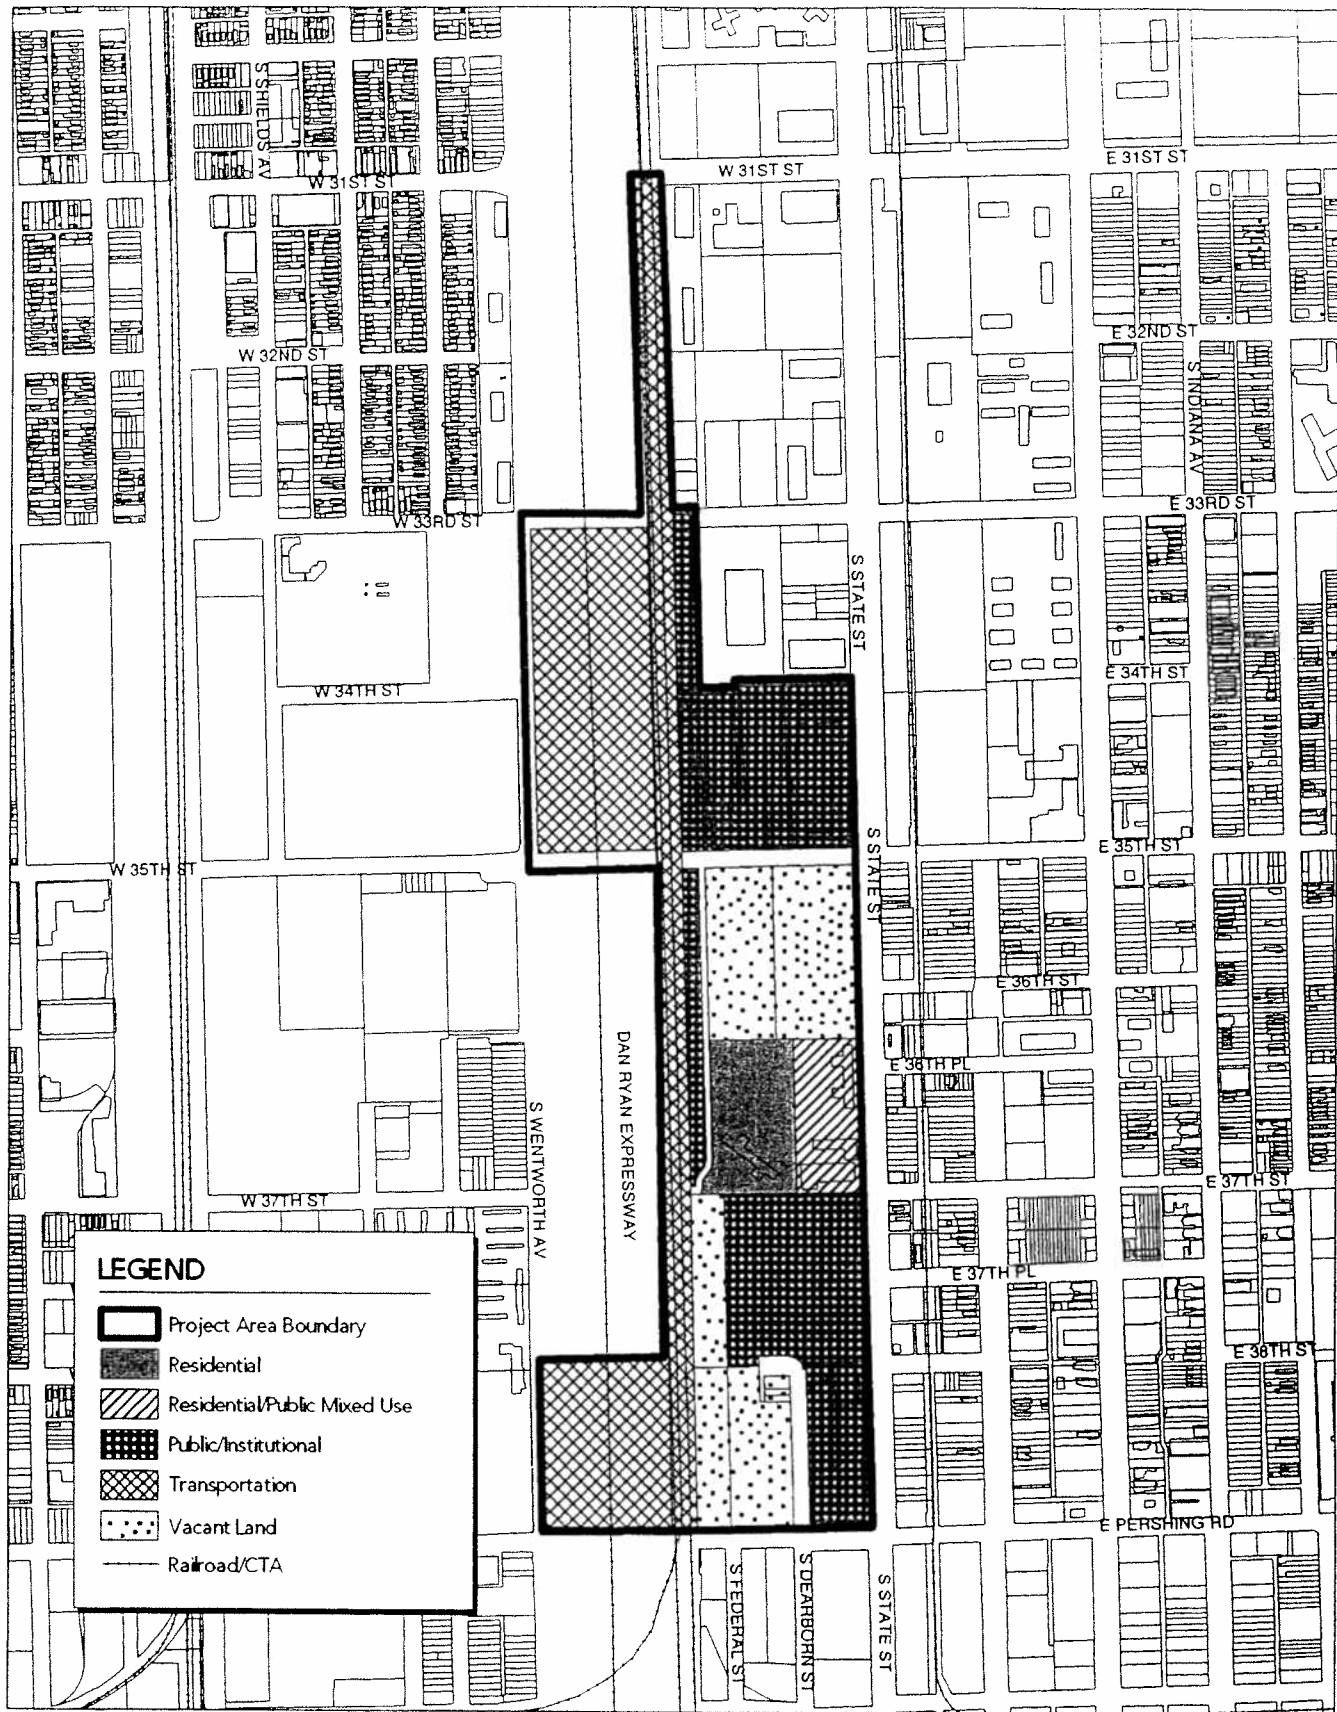 S SHIELDS AV
W 31ST ST
W 31ST ST
E 31ST ST
W 32ND ST
E 32ND ST
S INDIANA AV
W 33RD ST
E 33RD ST
S STATE ST
W 34TH ST
E 34TH ST
W 35TH ST
S STATE ST
E 35TH ST
E 36TH ST
DAN RYAN EXPRESSWAY
E 36TH PL
S WENTWORTH AV
W 37TH ST
E 37TH ST
E 37TH PL
E 38TH ST
E PERSHING RD
LEGEND
Project Area Boundary
Residential
Residential/Public Mixed Use
Public/Institutional
Transportation
Vacant Land
Railroad/CTA
S FEDERAL ST
S DEARBORN ST
S STATE ST